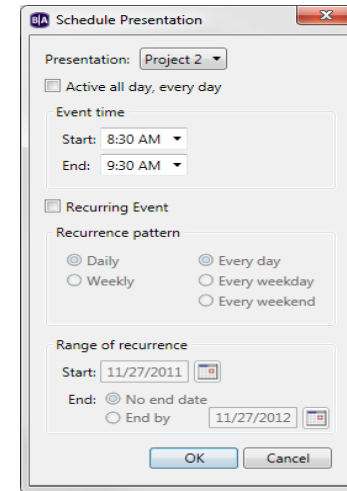 B|A Schedule Presentation
Presentation: Project 2
Active all day, every day
Event time
Start: 8:30 AM
End: 9:30 AM
Recurring Event
Recurrence pattern
Daily Every day
Weekly Every weekday
Every weekend
Range of recurrence
Start: 11/27/2011
End: No end date
End by 11/27/2012
OK Cancel